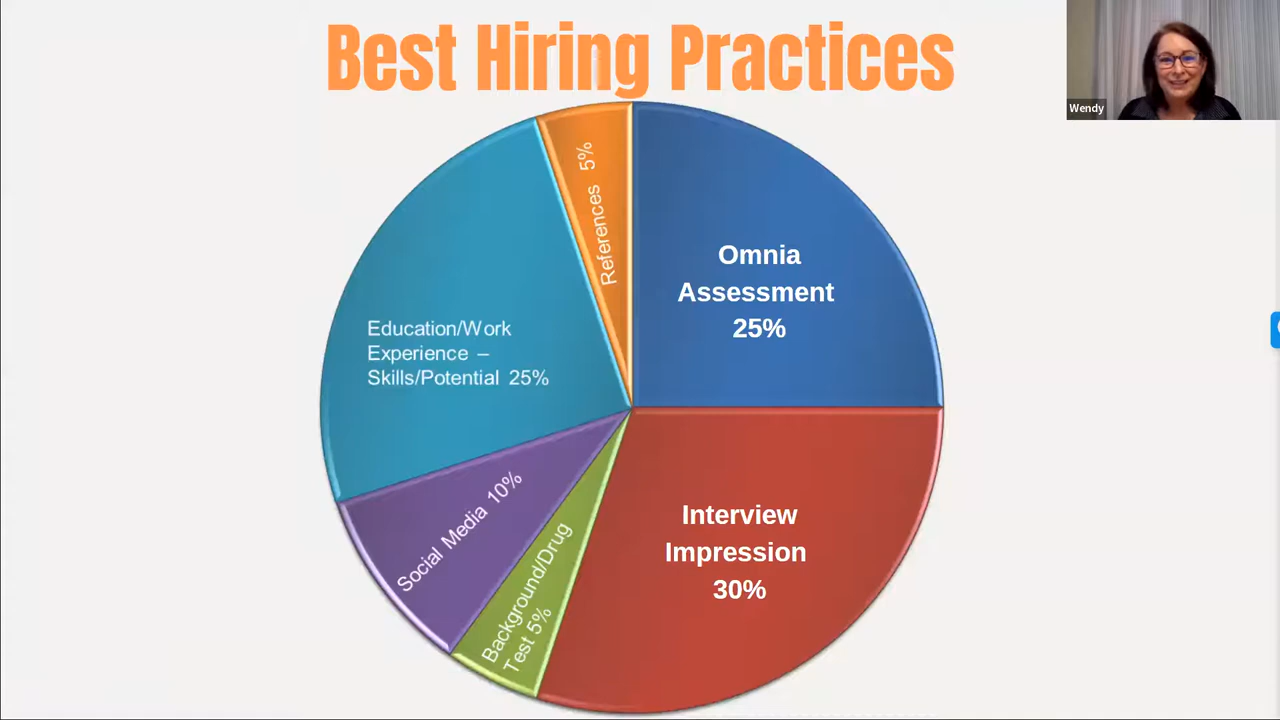 Best Hiring Practices
Wendy
References 5%
Omnia
Assessment
25%
Education/Work
Experience –
Skills/Potential 25%
Social Media 10%
Background/Drug
Test 5%
Interview
Impression
30%